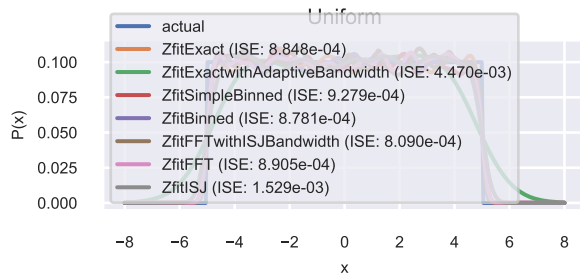 Uniform
actual
ZfitExact (ISE: 8.848e-04)
ZfitExactwithAdaptiveBandwidth (ISE: 4.470e-03)
ZfitSimpleBinned (ISE: 9.279e-04)
ZfitBinned (ISE: 8.781e-04)
ZfitFFTwithISJBandwidth (ISE: 8.090e-04)
ZfitFFT (ISE: 8.905e-04)
ZfitISJ (ISE: 1.529e-03)
P(x)
0.100
0.075
0.050
0.025
0.000
−8 −6 −4 −2 0 2 4 6 8
x